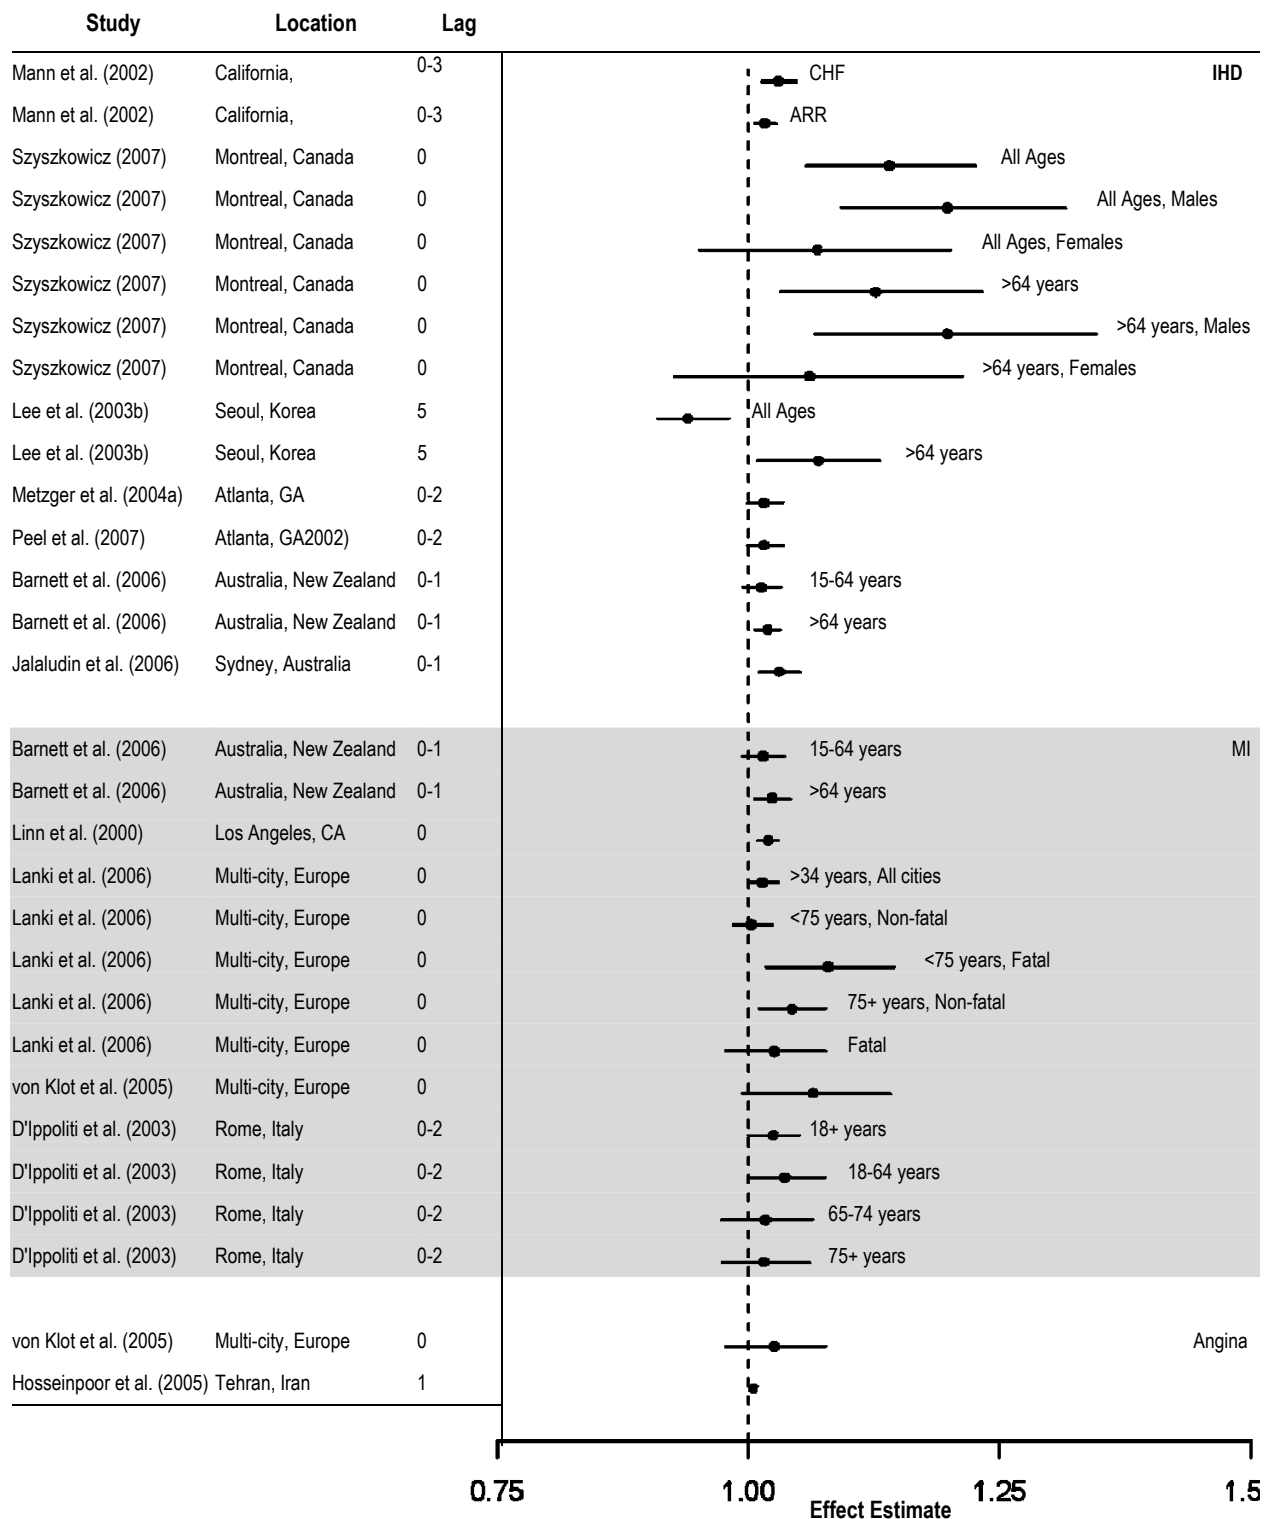 Study Location Lag
Mann et al. (2002) California, 0-3 CHF IHD
Mann et al. (2002) California, 0-3 ARR
Szyszkowicz (2007) Montreal, Canada 0 All Ages
Szyszkowicz (2007) Montreal, Canada 0 All Ages, Males
Szyszkowicz (2007) Montreal, Canada 0 All Ages, Females
Szyszkowicz (2007) Montreal, Canada 0 >64 years
Szyszkowicz (2007) Montreal, Canada 0 >64 years, Males
Szyszkowicz (2007) Montreal, Canada 0 >64 years, Females
Lee et al. (2003b) Seoul, Korea 5 All Ages
Lee et al. (2003b) Seoul, Korea 5 >64 years
Metzger et al. (2004a) Atlanta, GA 0-2
Peel et al. (2007) Atlanta, GA2002) 0-2
Barnett et al. (2006) Australia, New Zealand 0-1 15-64 years
Barnett et al. (2006) Australia, New Zealand 0-1 >64 years
Jalaludin et al. (2006) Sydney, Australia 0-1
Barnett et al. (2006) Australia, New Zealand 0-1 15-64 years MI
Barnett et al. (2006) Australia, New Zealand 0-1 >64 years
Linn et al. (2000) Los Angeles, CA 0
Lanki et al. (2006) Multi-city, Europe 0 >34 years, All cities
Lanki et al. (2006) Multi-city, Europe 0 <75 years, Non-fatal
Lanki et al. (2006) Multi-city, Europe 0 <75 years, Fatal
Lanki et al. (2006) Multi-city, Europe 0 75+ years, Non-fatal
Lanki et al. (2006) Multi-city, Europe 0 Fatal
von Klot et al. (2005) Multi-city, Europe 0
D'Ippoliti et al. (2003) Rome, Italy 0-2 18+ years
D'Ippoliti et al. (2003) Rome, Italy 0-2 18-64 years
D'Ippoliti et al. (2003) Rome, Italy 0-2 65-74 years
D'Ippoliti et al. (2003) Rome, Italy 0-2 75+ years
von Klot et al. (2005) Multi-city, Europe 0 Angina
Hosseinpoor et al. (2005) Tehran, Iran 1
0.75 1.00 1.25 1.5
Effect Estimate